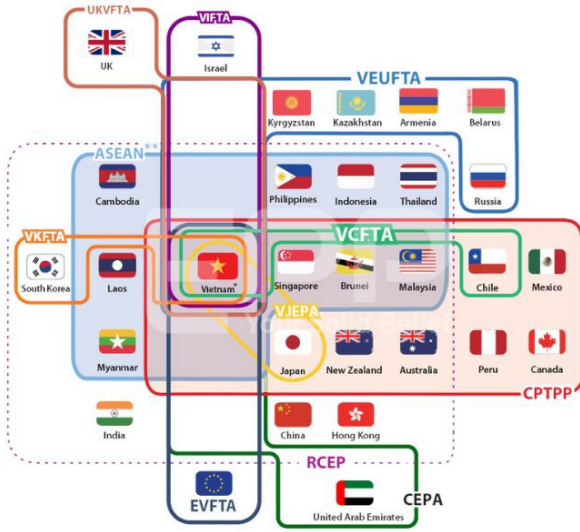 UKVFTA
VIFTA
UK
Israel
VEUFTA
Kyrgyzstan Kazakhstan Armenia Belarus
ASEAN**
Cambodia Philippines Indonesia Thailand Russia
VKFTA
VCFTA
South Korea Laos Vietnam* Singapore Brunei Malaysia Chile Mexico
VJEPA
Myanmar Japan New Zealand Australia Peru Canada
CPTPP
India China Hong Kong
RCEP
EVFTA
CEPA
United Arab Emirates